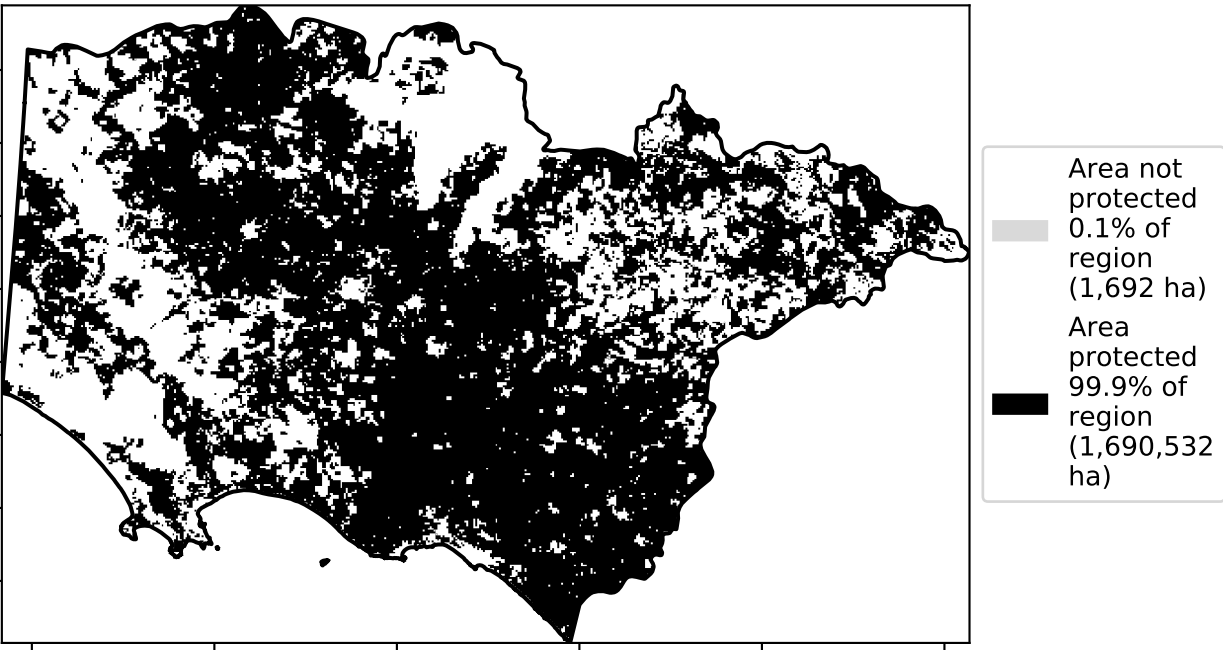 Area not
protected
0.1% of
region
(1,692 ha)
Area
protected
99.9% of
region
(1,690,532
ha)